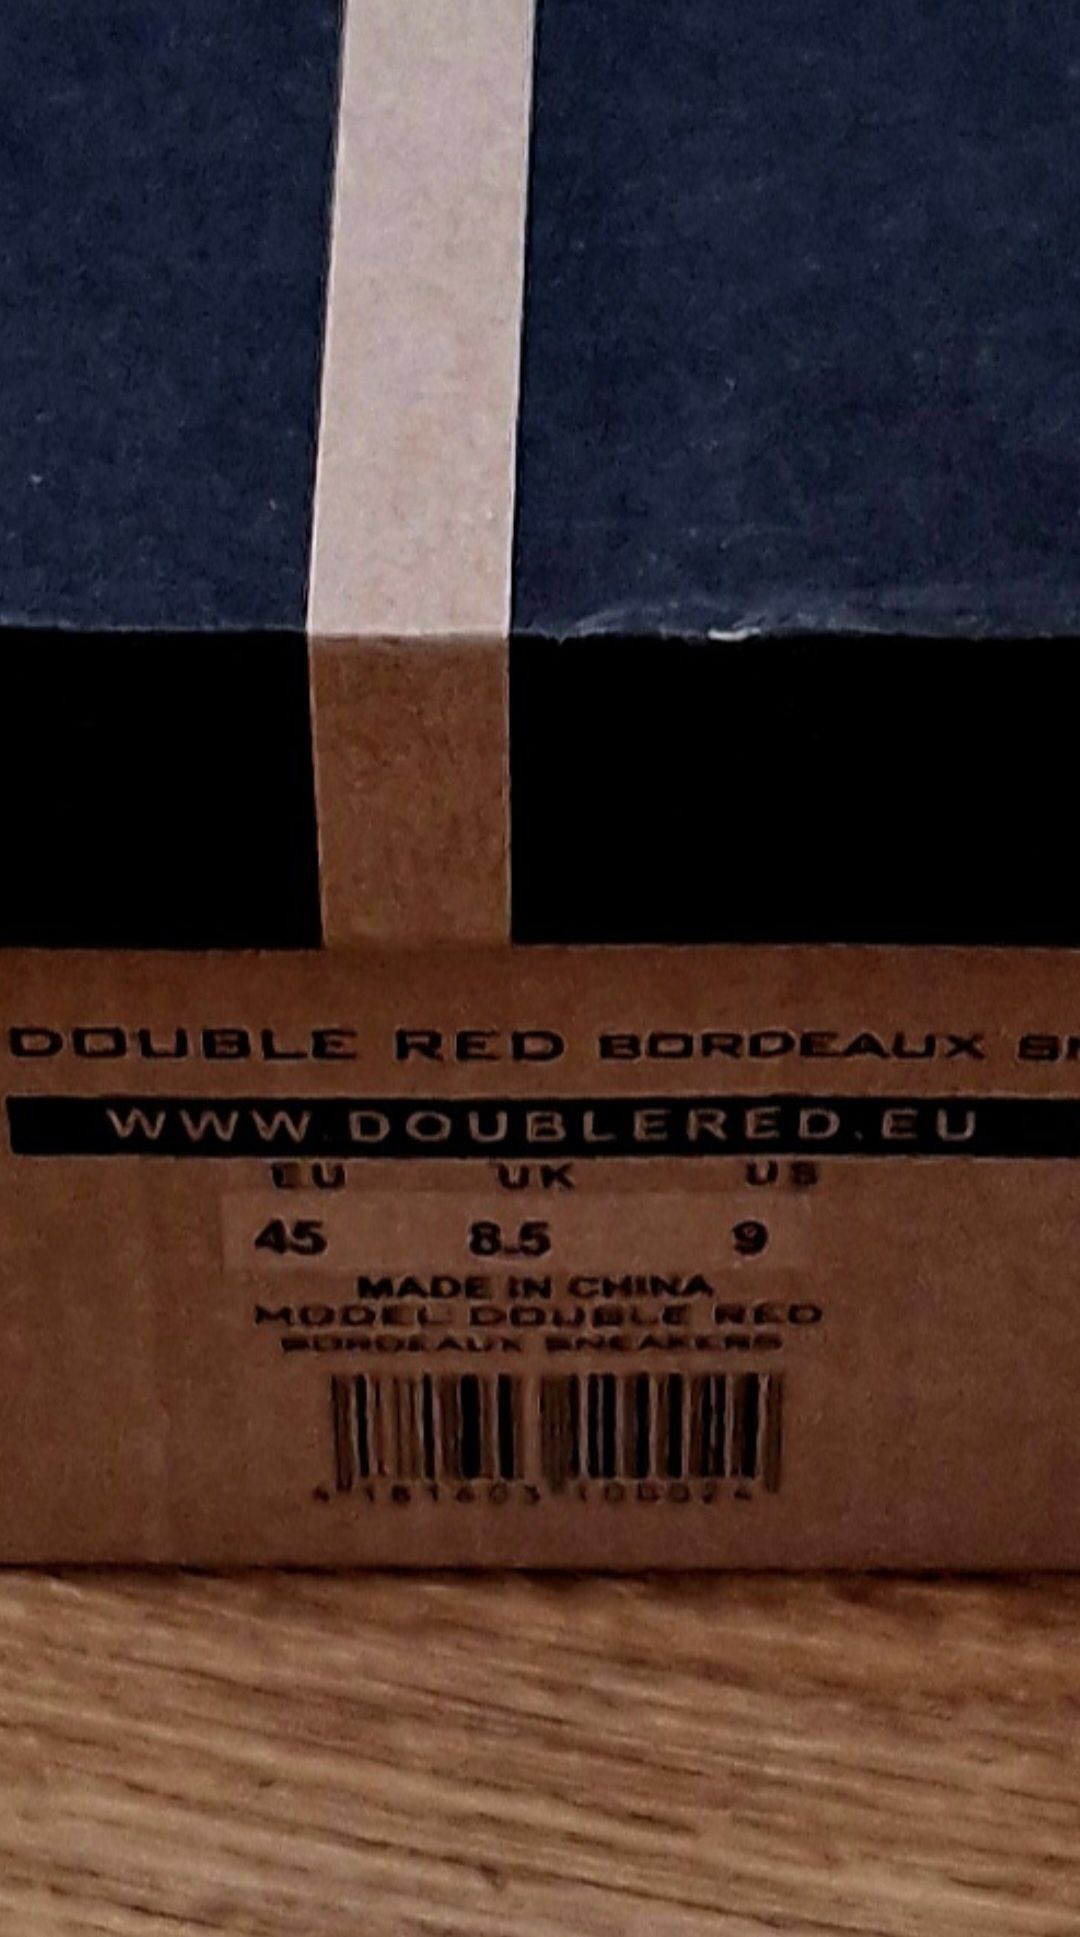 DOUBLE RED BORDEAUX
WWW.DOUBLERED.EU
EU UK US
45 8.5 9
MADE IN CHINA
MODEL DOUBLE RED
BORDEAUX SNEAKERS